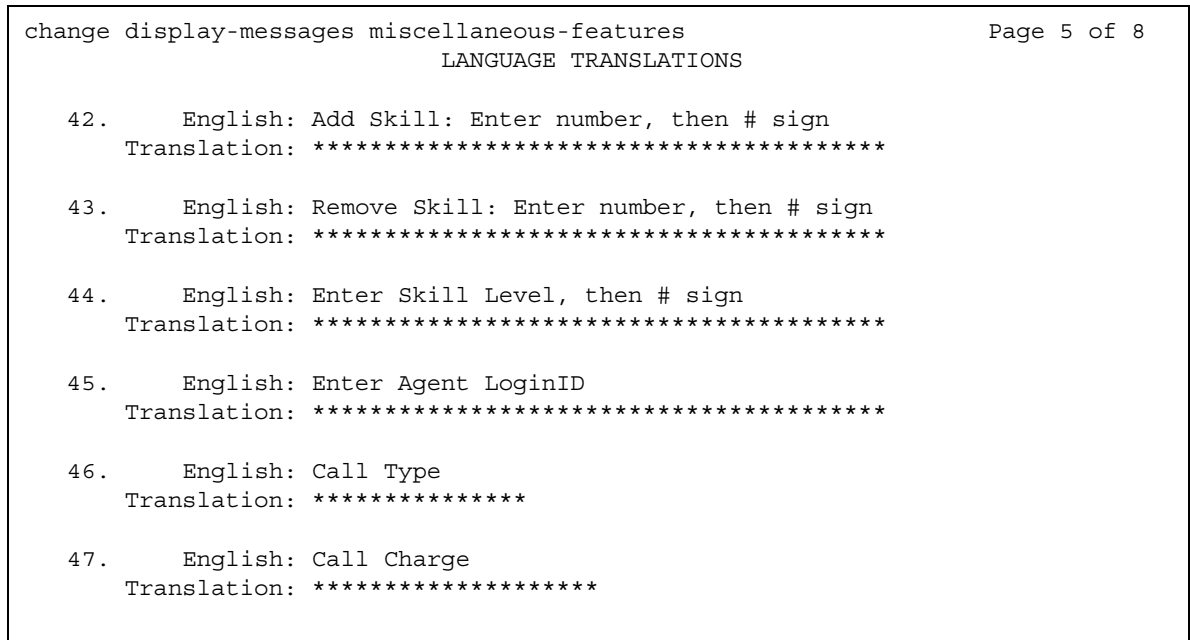 change display-messages miscellaneous-features Page 5 of 8
LANGUAGE TRANSLATIONS
42. English: Add Skill: Enter number, then # sign
Translation: ****************************************
43. English: Remove Skill: Enter number, then # sign
Translation: ****************************************
44. English: Enter Skill Level, then # sign
Translation: ****************************************
45. English: Enter Agent LoginID
Translation: ****************************************
46. English: Call Type
Translation: ***************
47. English: Call Charge
Translation: ********************